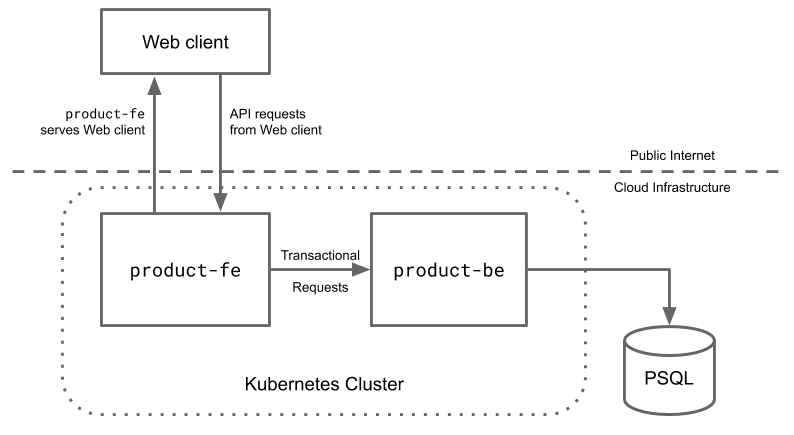 Web client
product-fe
serves Web client
API requests
from Web client
Public Internet
Cloud Infrastructure
product-fe
Transactional
Requests
product-be
PSQL
Kubernetes Cluster